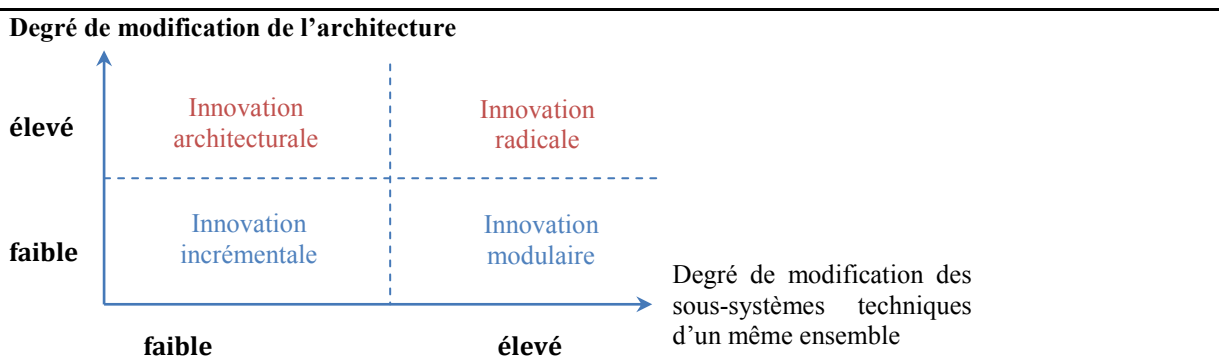 Degré de modification de l'architecture
élevé
Innovation
architecturale
Innovation
radicale
faible
Innovation
incrémentale
Innovation
modulaire
Degré de modification des
sous-systèmes techniques
d'un même ensemble
faible
élevé